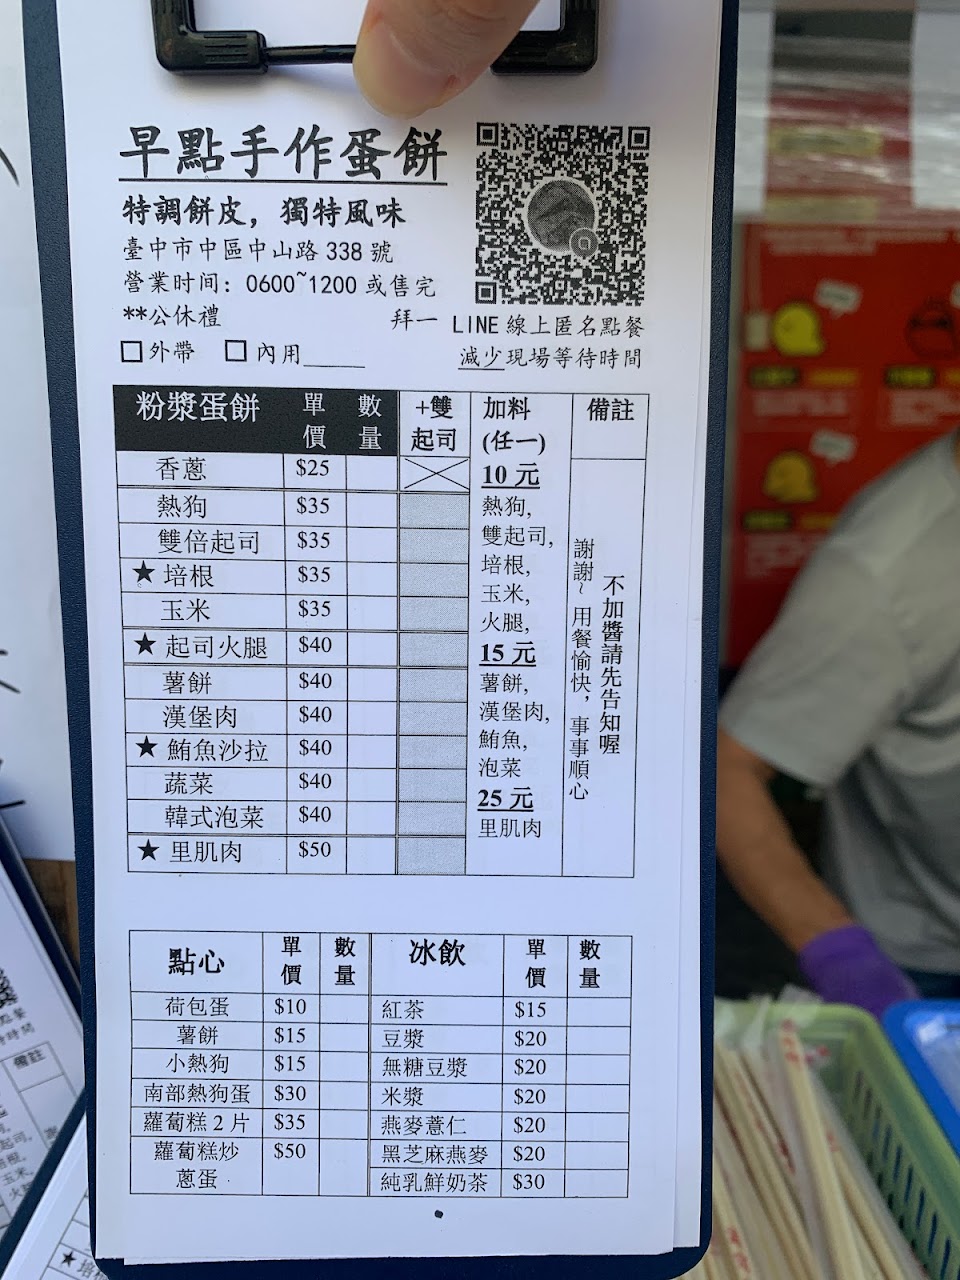 早點手作蛋餅
特調餅皮，獨特風味
臺中市中區中山路 338 號
營業时间：0600~1200 或售完
**公休禮拜一
LINE 線上匿名點餐
減少現場等待時間
□外帶 □內用_____
粉漿蛋餅 單價 數量 +雙起司
香蔥 $25
熱狗 $35
雙倍起司 $35
★培根 $35
玉米 $35
★起司火腿 $40
薯餅 $40
漢堡肉 $40
★鮪魚沙拉 $40
蔬菜 $40
韓式泡菜 $40
★里肌肉 $50
加料
(任一)
10 元
熱狗,
雙起司,
培根,
玉米,
火腿,
15 元
薯餅,
漢堡肉,
鮪魚,
泡菜
25 元
里肌肉
備註
不加醬請先告知喔
謝謝~用餐愉快，事事順心
點心 單價 數量
荷包蛋 $10
薯餅 $15
小熱狗 $15
南部熱狗蛋 $30
蘿蔔糕 2 片 $35
蘿蔔糕炒蔥蛋 $50
冰飲 單價 數量
紅茶 $15
豆漿 $20
無糖豆漿 $20
米漿 $20
燕麥薏仁 $20
黑芝麻燕麥 $20
純乳鮮奶茶 $30
備註